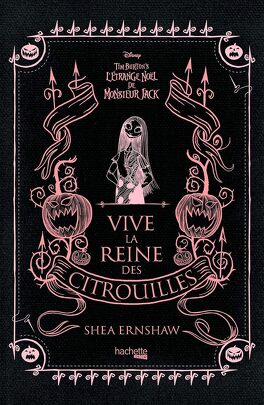 Disney
TIM BURTON'S
L'ÉTRANGE NOËL
DE
MONSIEUR JACK
VIVE
LA
REINE
DES
CITROUILLES
SHEA ERNSHAW
hachette